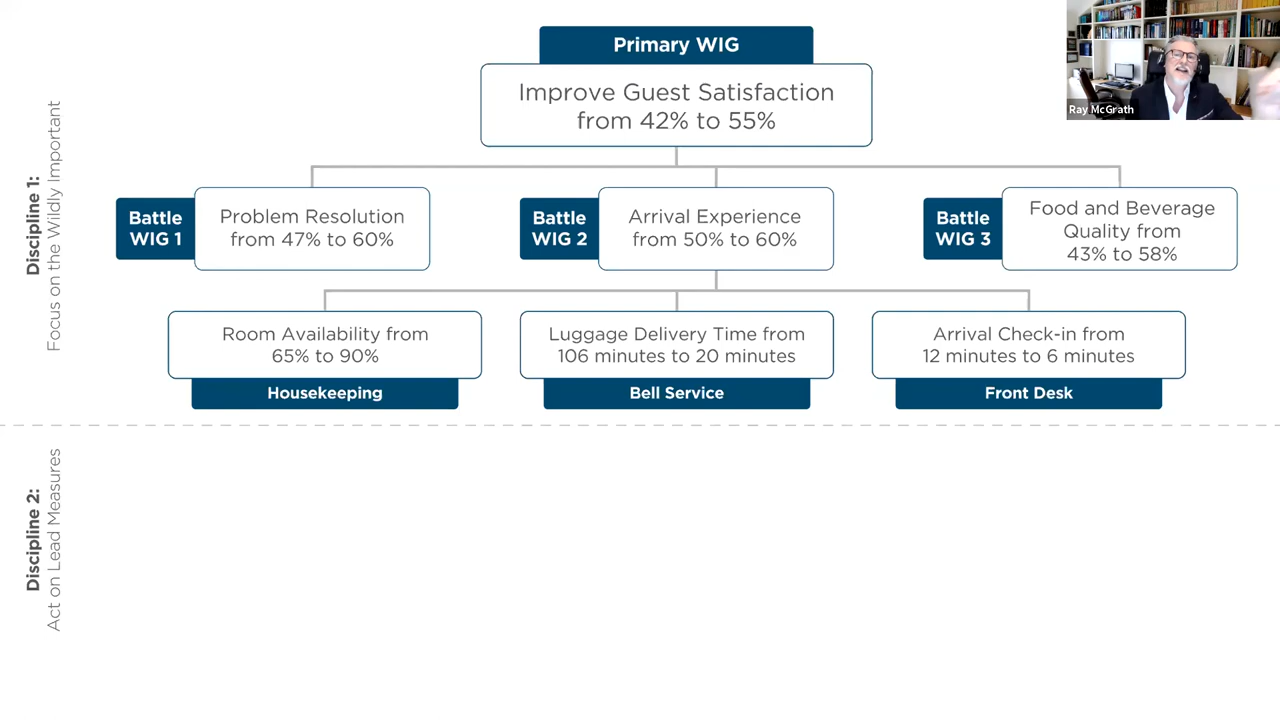 Primary WIG
Improve Guest Satisfaction
from 42% to 55%
Ray McGrath
Discipline 1:
Focus on the Wildly Important
Battle
WIG 1
Problem Resolution
from 47% to 60%
Battle
WIG 2
Arrival Experience
from 50% to 60%
Battle
WIG 3
Food and Beverage
Quality from
43% to 58%
Room Availability from
65% to 90%
Housekeeping
Luggage Delivery Time from
106 minutes to 20 minutes
Bell Service
Arrival Check-in from
12 minutes to 6 minutes
Front Desk
Discipline 2:
Act on Lead Measures